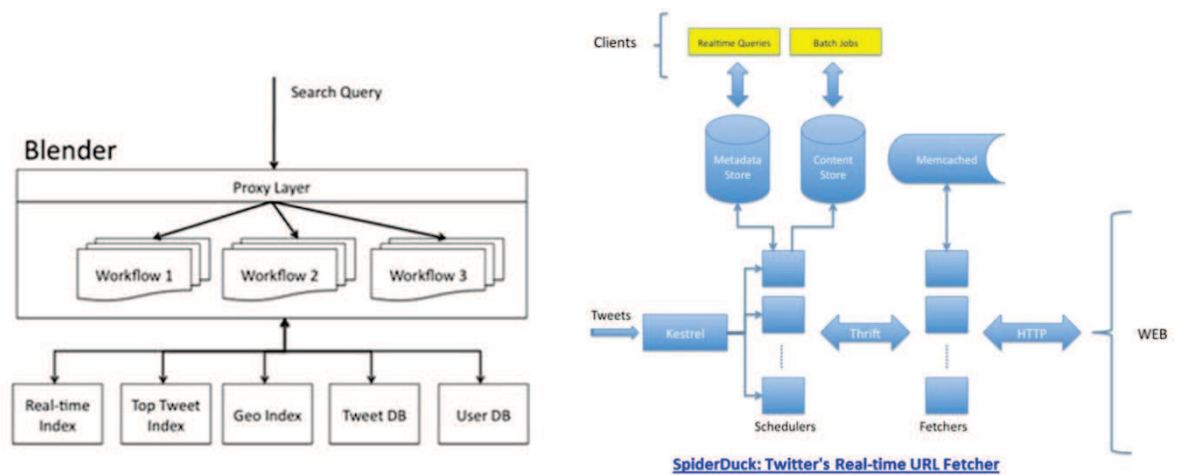 Search Query
Blender
Proxy Layer
Workflow 1
Workflow 2
Workflow 3
Real-time
Index
Top Tweet
Index
Geo Index
Tweet DB
User DB
Clients
Realtime Queries
Batch Jobs
Metadata
Store
Content
Store
Memcached
Tweets
Kestrel
Thrift
HTTP
WEB
Schedulers
Fetchers
SpiderDuck: Twitter's Real-time URL Fetcher